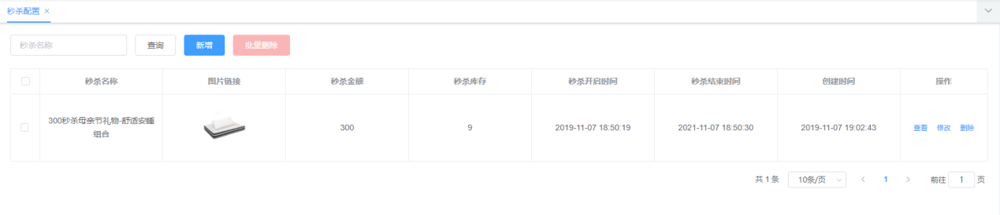 秒杀配置 ×
秒杀名称 查询 新增 批量删除
秒杀名称 图片链接 秒杀金额 秒杀库存 秒杀开启时间 秒杀结束时间 创建时间 操作
300秒杀母亲节礼物-舒适安睡
组合
300 9 2019-11-07 18:50:19 2021-11-07 18:50:30 2019-11-07 19:02:43 查看 修改 删除
共 1 条 10条/页 < 1 > 前往 1 页